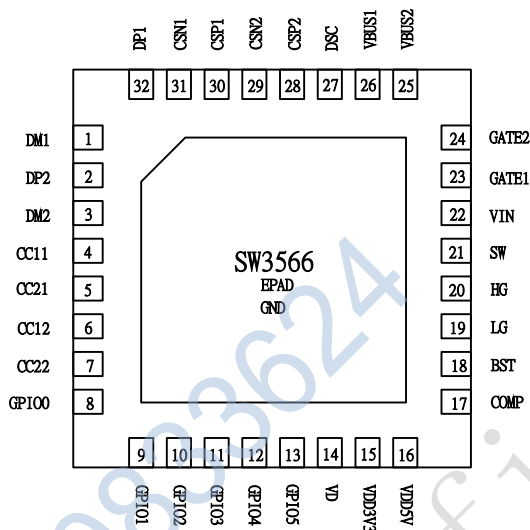 DP1 CSN1 CSP1 CSN2 CSP2 DSC VBUS1 VBUS2
32 31 30 29 28 27 26 25
DM1 1
DP2 2
DM2 3
CC11 4
CC21 5
CC12 6
CC22 7
GPIO0 8
24 GATE2
23 GATE1
22 VIN
21 SW
20 HG
19 LG
18 BST
17 COMP
SW3566
EPAD
GND
9 10 11 12 13 14 15 16
GPIO1 GPIO2 GPIO3 GPIO4 GPIO5 VD VD3V3 VD5V
9833624